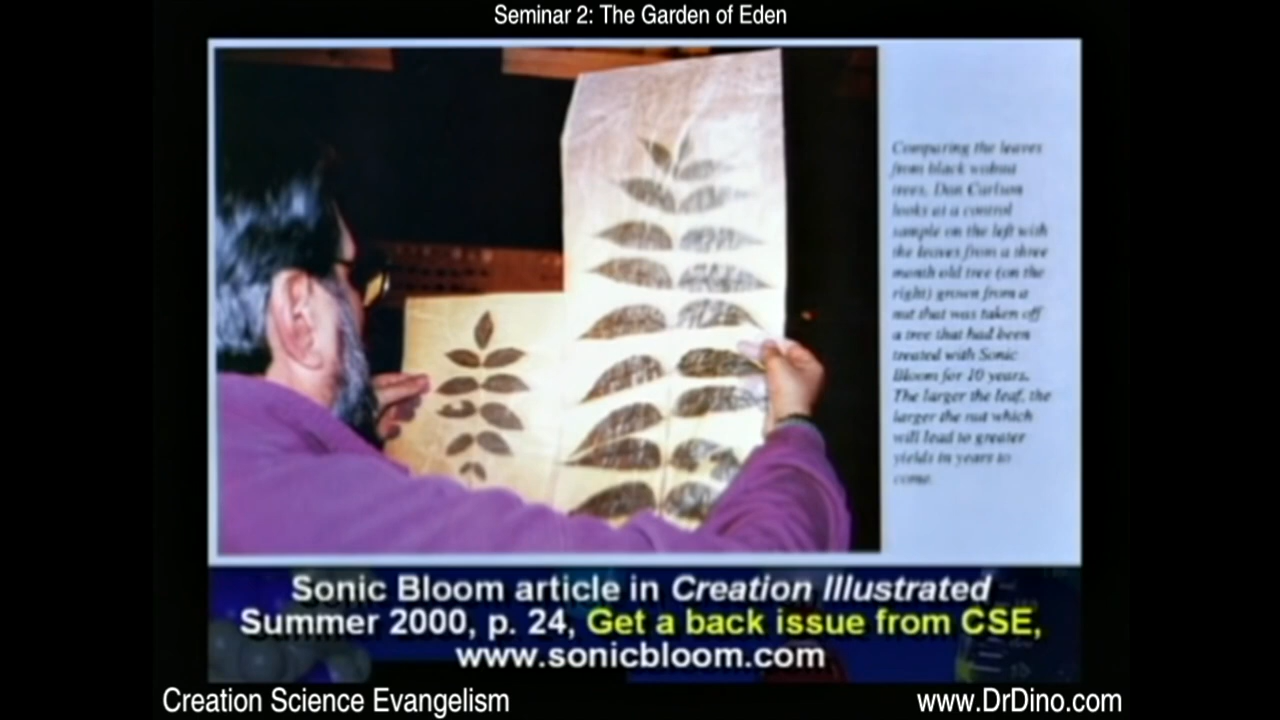 Seminar 2: The Garden of Eden
Comparing the leaves
from black walnut
trees, Dan Carlson
looks at a control
sample on the left with
the leaves from a three
month old tree (on the
right) grown from a
nut that was taken off
a tree that had been
treated with Sonic
Bloom for 10 years.
The larger the leaf, the
larger the nut which
will lead to greater
yields in years to
come.
Sonic Bloom article in Creation Illustrated
Summer 2000, p. 24, Get a back issue from CSE,
www.sonicbloom.com
Creation Science Evangelism
www.DrDino.com